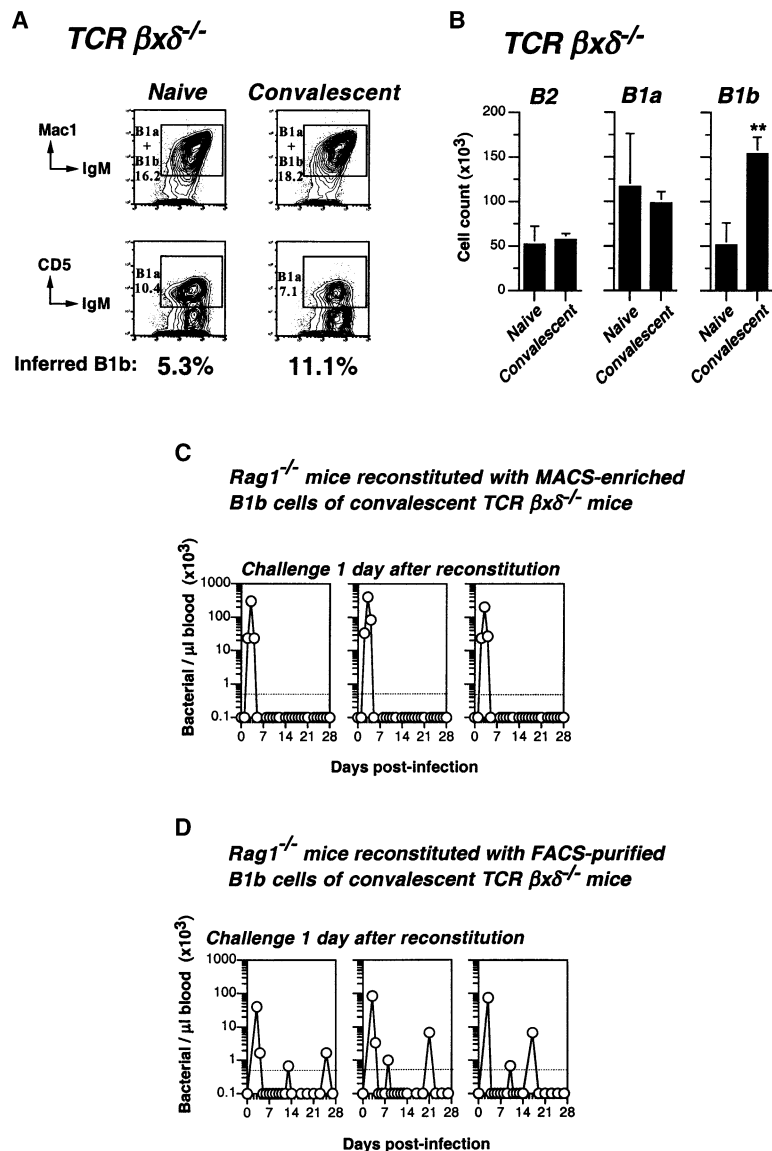 A
TCR βxδ-/-
Naive Convalescent
Mac1
IgM
B1a
+
B1b
16.2
B1a
+
B1b
18.2
CD5
IgM
B1a
10.4
B1a
7.1
Inferred B1b: 5.3% 11.1%
B
TCR βxδ-/-
B2 B1a B1b
Cell count (x103)
200
150
100
50
0
**
Naive
Convalescent
Naive
Convalescent
Naive
Convalescent
C
Rag1-/- mice reconstituted with MACS-enriched
B1b cells of convalescent TCR βxδ-/- mice
Challenge 1 day after reconstitution
Bacterial / μl blood (x103)
1000
100
10
1
0.1
0 7 14 21 28 0 7 14 21 28 0 7 14 21 28
Days post-infection
D
Rag1-/- mice reconstituted with FACS-purified
B1b cells of convalescent TCR βxδ-/- mice
Challenge 1 day after reconstitution
Bacterial / μl blood (x103)
1000
100
10
1
0.1
0 7 14 21 28 0 7 14 21 28 0 7 14 21 28
Days post-infection